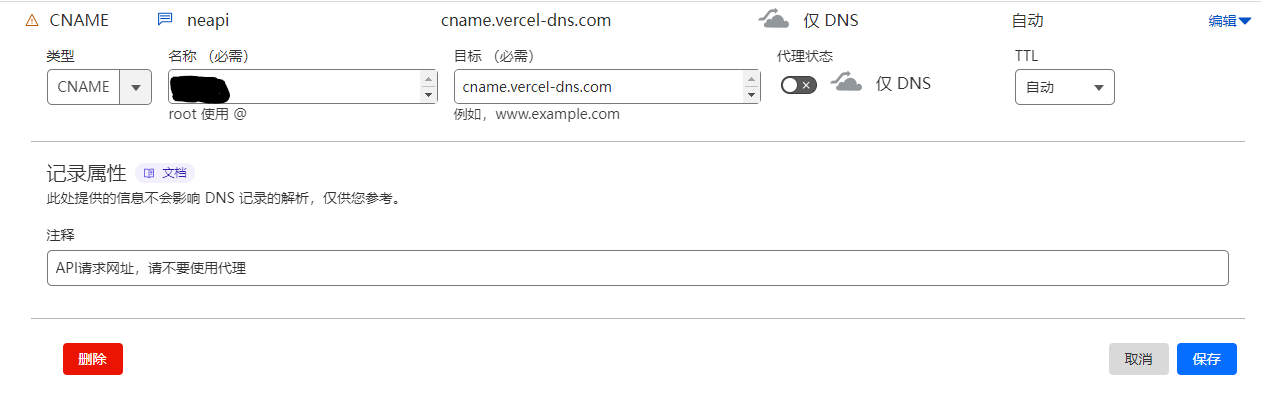 CNAME neapi cname.vercel-dns.com 仅 DNS 自动 编辑
类型 名称 （必需） 目标 （必需） 代理状态 TTL
CNAME cname.vercel-dns.com 仅 DNS 自动
root 使用 @ 例如，www.example.com
记录属性 文档
此处提供的信息不会影响 DNS 记录的解析，仅供您参考。
注释
API请求网址，请不要使用代理
删除 取消 保存